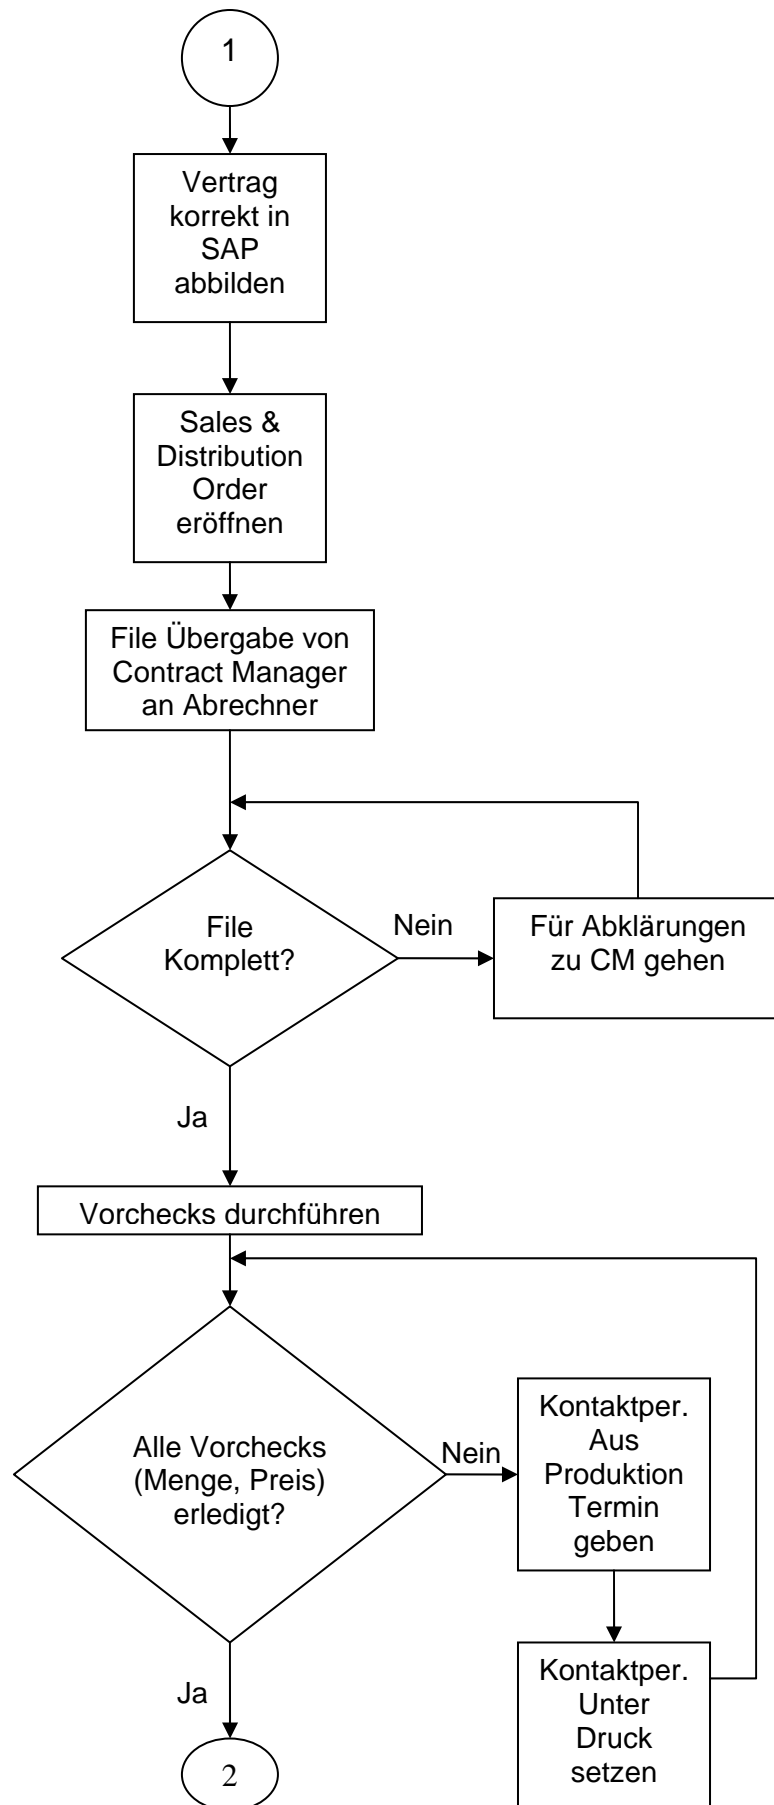 1
Vertrag
korrekt in
SAP
abbilden
Sales &
Distribution
Order
eröffnen
File Übergabe von
Contract Manager
an Abrechner
File
Komplett?
Nein
Für Abklärungen
zu CM gehen
Ja
Vorchecks durchführen
Alle Vorchecks
(Menge, Preis)
erledigt?
Nein
Kontaktper.
Aus
Produktion
Termin
geben
Kontaktper.
Unter
Druck
setzen
Ja
2